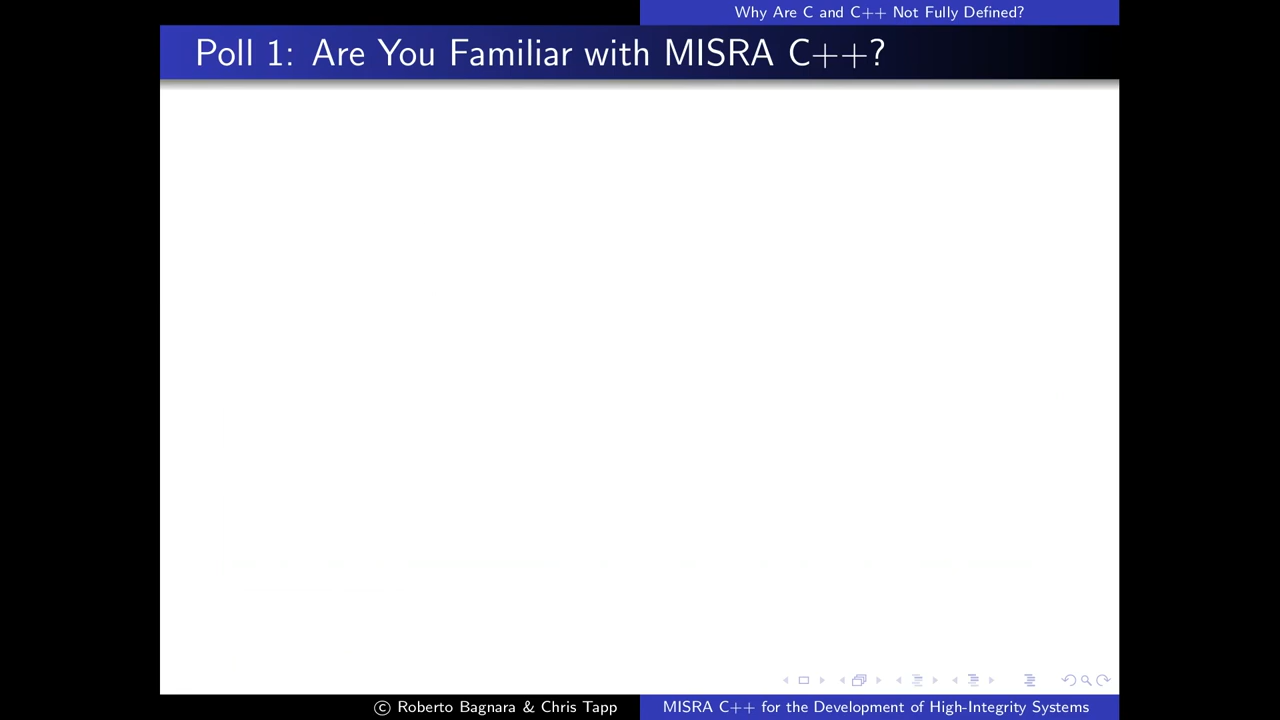 Why Are C and C++ Not Fully Defined?
Poll 1: Are You Familiar with MISRA C++?
© Roberto Bagnara & Chris Tapp
MISRA C++ for the Development of High-Integrity Systems